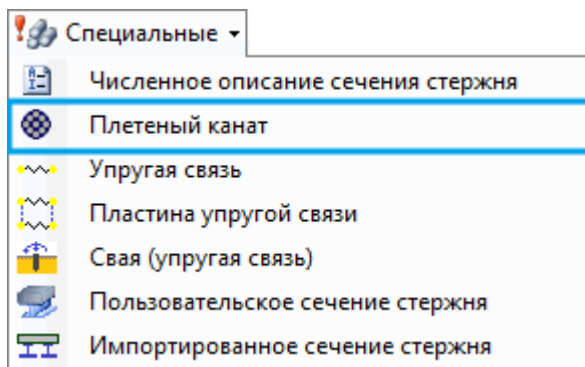 Специальные
Численное описание сечения стержня
Плетеный канат
Упругая связь
Пластина упругой связи
Свая (упругая связь)
Пользовательское сечение стержня
Импортированное сечение стержня